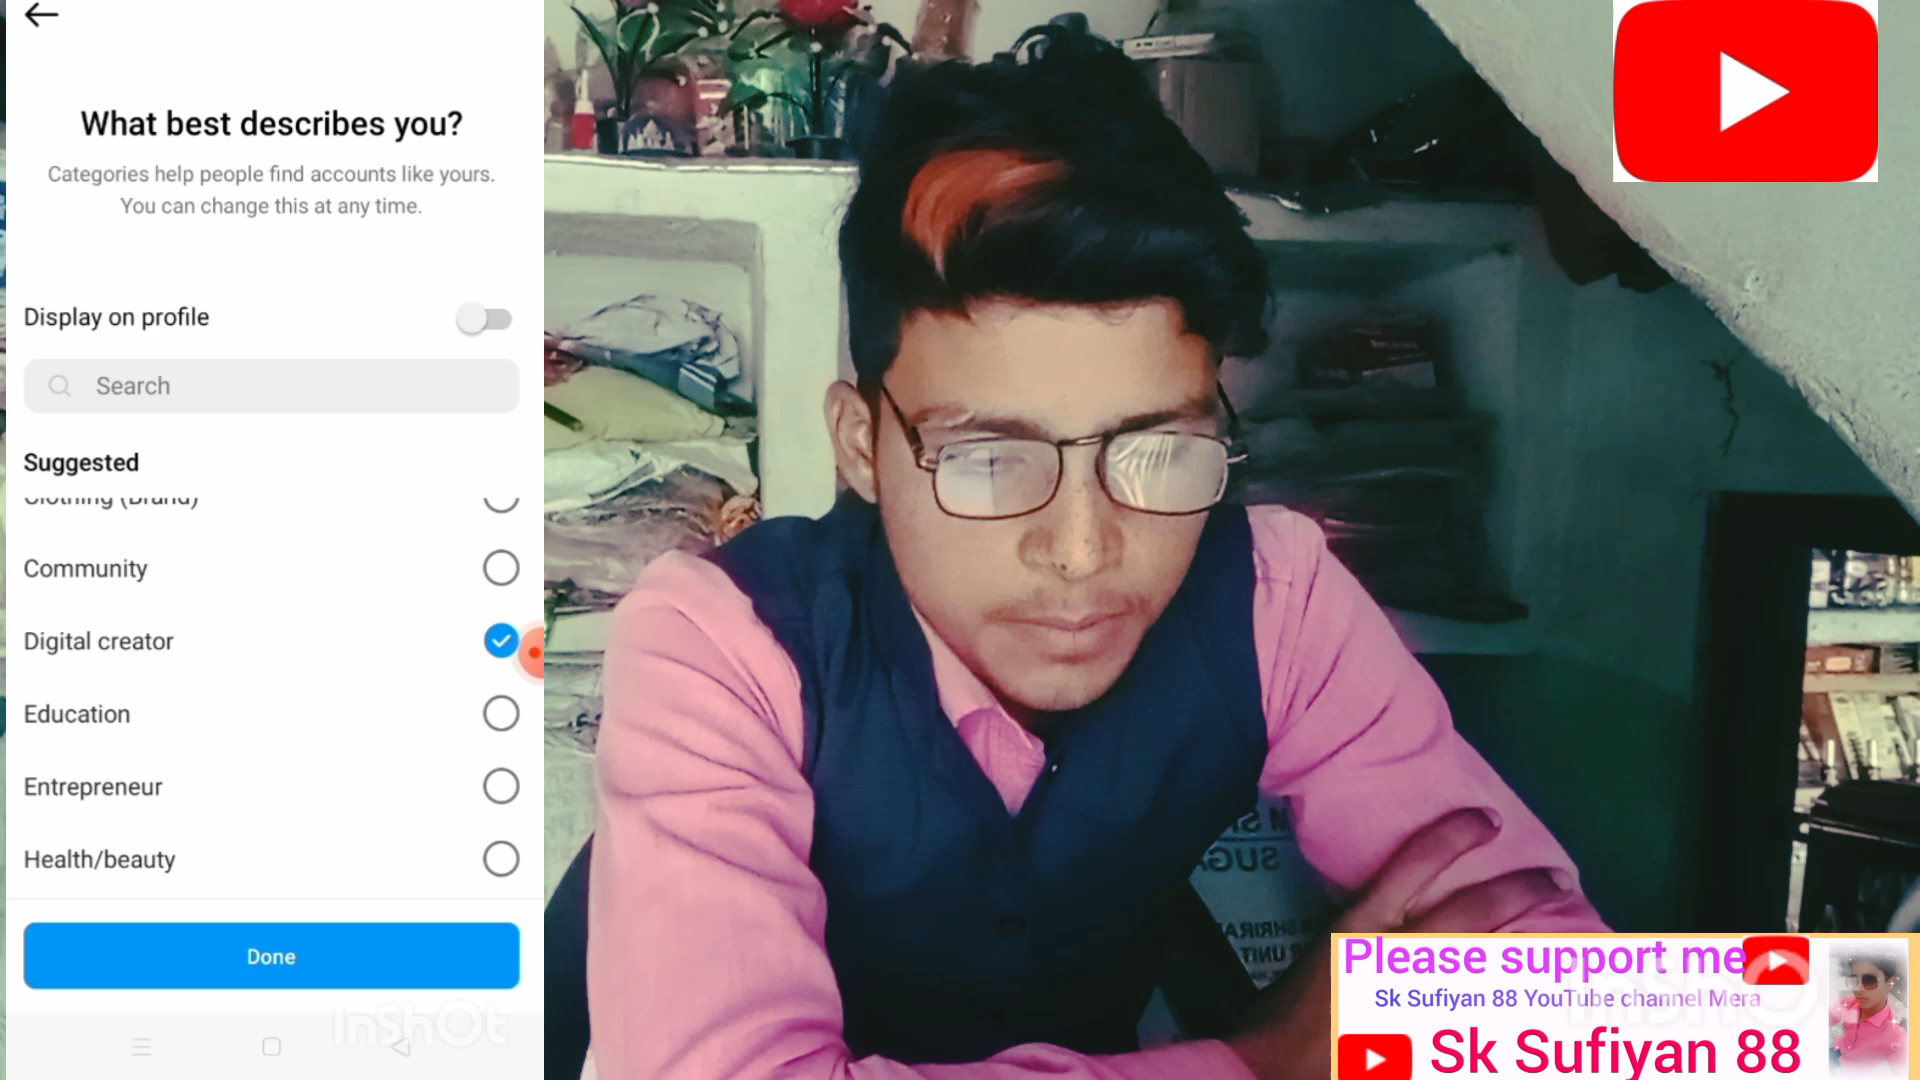 What best describes you?
Categories help people find accounts like yours.
You can change this at any time.
Display on profile
Search
Suggested
Clothing (Brand)
Community
Digital creator
Education
Entrepreneur
Health/beauty
Done
InShOt
Please support me
Sk Sufiyan 88 YouTube channel Mera
Sk Sufiyan 88